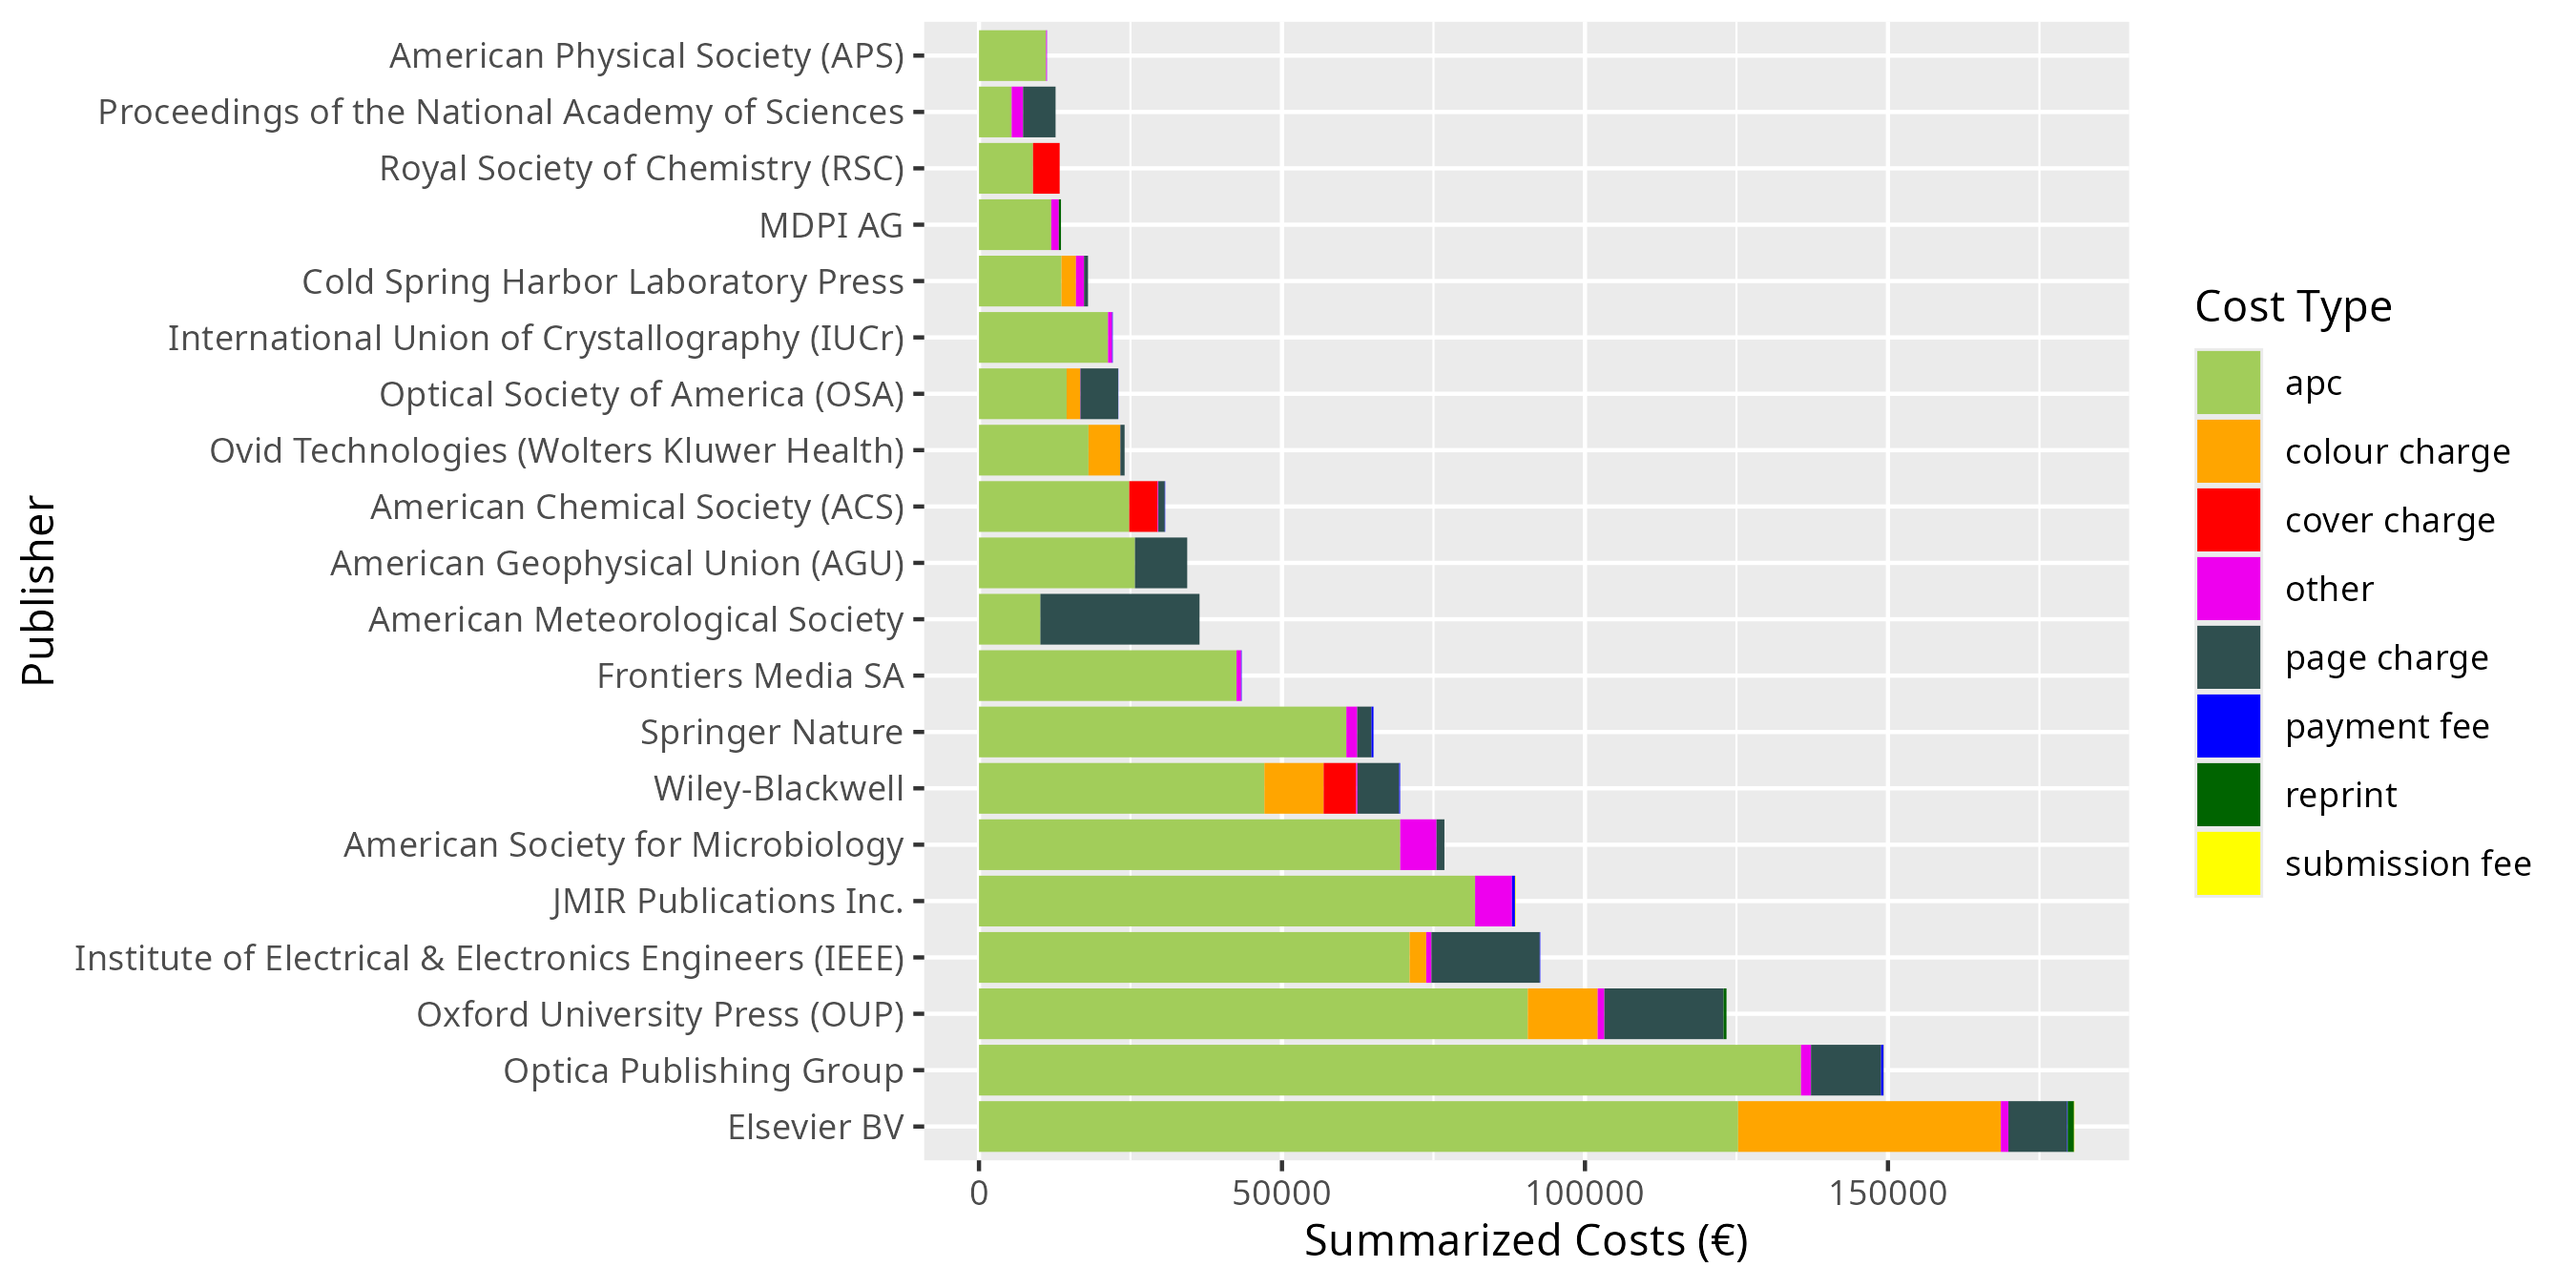 American Physical Society (APS)
Proceedings of the National Academy of Sciences
Royal Society of Chemistry (RSC)
MDPI AG
Cold Spring Harbor Laboratory Press
International Union of Crystallography (IUCr)
Optical Society of America (OSA)
Ovid Technologies (Wolters Kluwer Health)
American Chemical Society (ACS)
American Geophysical Union (AGU)
American Meteorological Society
Frontiers Media SA
Springer Nature
Wiley-Blackwell
American Society for Microbiology
JMIR Publications Inc.
Institute of Electrical & Electronics Engineers (IEEE)
Oxford University Press (OUP)
Optica Publishing Group
Elsevier BV
Publisher
0 50000 100000 150000
Summarized Costs (€)
Cost Type
apc
colour charge
cover charge
other
page charge
payment fee
reprint
submission fee